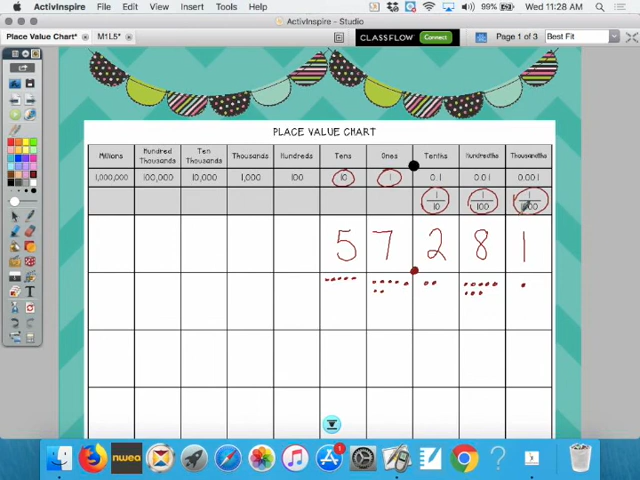 ActivInspire File Edit View Insert Tools Help 99% Wed 11:28 AM
ActivInspire - Studio
Place Value Chart* M1L5* CLASSFLOW Connect Page 1 of 3 Best Fit
PLACE VALUE CHART
Millions Hundred Thousands Ten Thousands Thousands Hundreds Tens Ones Tenths Hundredths Thousandths
1,000,000 100,000 10,000 1,000 100 10 1 0.1 0.01 0.001
1/10 1/100 1/1000
5 7 . 2 8 1
nwea